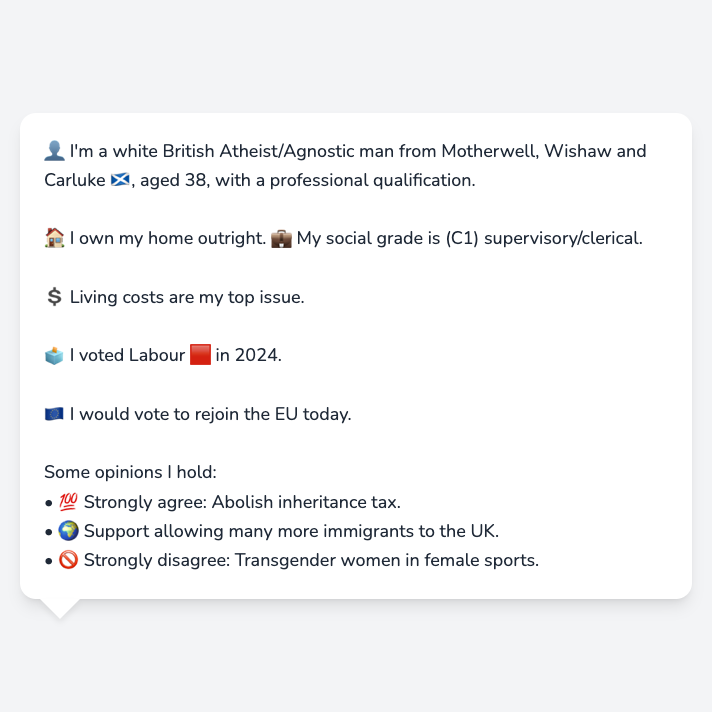 👤 I'm a white British Atheist/Agnostic man from Motherwell, Wishaw and
Carluke 🏴󠁧󠁢󠁳󠁣󠁴󠁿, aged 38, with a professional qualification.
🏠 I own my home outright. 💼 My social grade is (C1) supervisory/clerical.
💲 Living costs are my top issue.
🗳️ I voted Labour 🟥 in 2024.
🇪🇺 I would vote to rejoin the EU today.
Some opinions I hold:
• 💯 Strongly agree: Abolish inheritance tax.
• 🌍 Support allowing many more immigrants to the UK.
• 🚫 Strongly disagree: Transgender women in female sports.